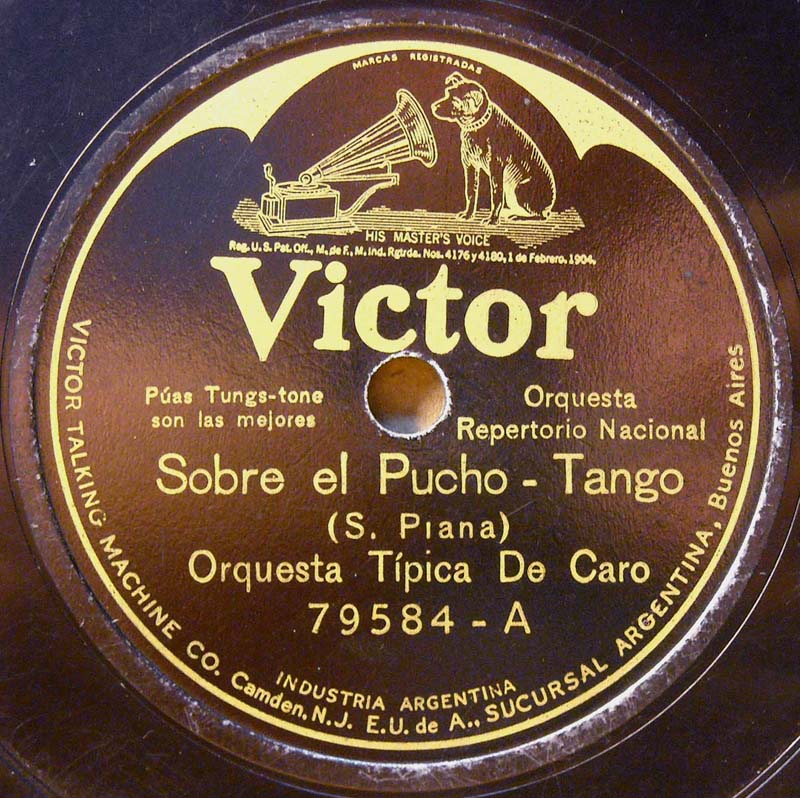 MARCAS REGISTRADAS
HIS MASTER'S VOICE
Reg. U.S. Pat. Off., M. de F., M. Ind. Rgtrda. Nos. 4176 y 4180, 1 de Febrero, 1904,
Victor
Púas Tungs-tone
son las mejores
Orquesta
Repertorio Nacional
Sobre el Pucho - Tango
(S. Piana)
Orquesta Típica De Caro
79584 - A
INDUSTRIA ARGENTINA
VICTOR TALKING MACHINE CO. Camden, N.J. E.U. de A., SUCURSAL ARGENTINA, Buenos Aires